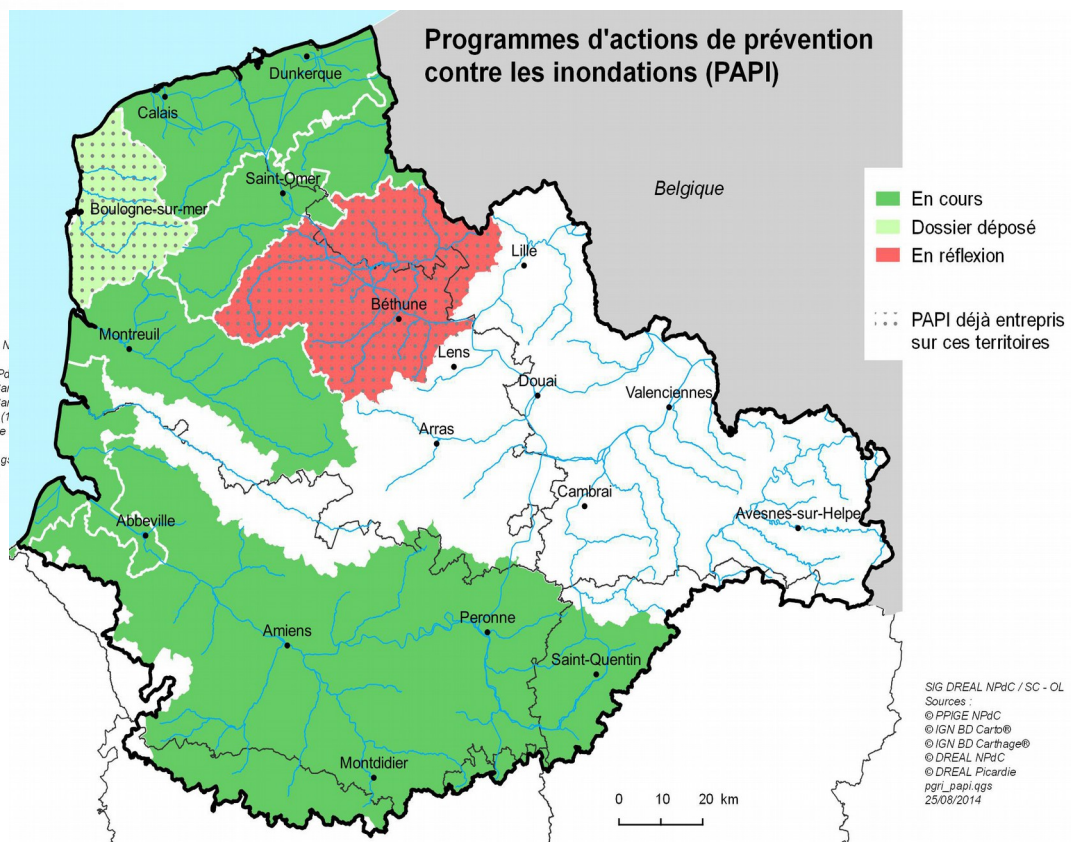 Programmes d'actions de prévention
contre les inondations (PAPI)
Dunkerque
Calais
Saint-Omer
Belgique
Boulogne-sur-mer
Lille
En cours
Dossier déposé
En réflexion
PAPI déjà entrepris
sur ces territoires
Béthune
Montreuil
Lens
Douai
Valenciennes
Arras
Cambrai
Avesnes-sur-Helpe
Abbeville
Amiens
Peronne
Saint-Quentin
Montdidier
0 10 20 km
SIG DREAL NPdC / SC - OL
Sources :
© PPIGE NPdC
© IGN BD Carto®
© IGN BD Carthage®
© DREAL NPdC
© DREAL Picardie
pgri_papi.qgs
25/08/2014